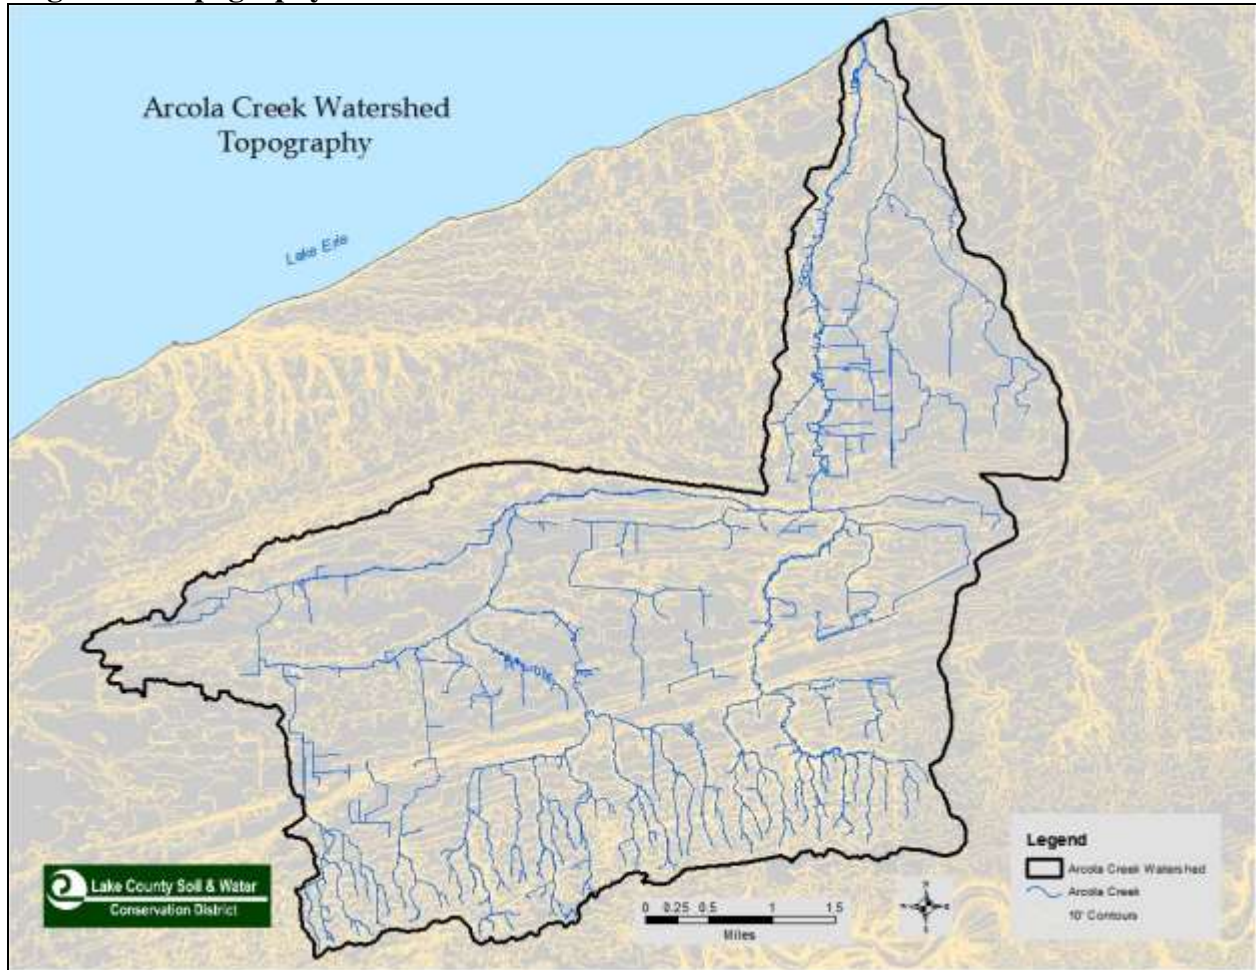 Arcola Creek Watershed
Topography
Lake Erie
Legend
Arcola Creek Watershed
Arcola Creek
10' Contours
Lake County Soil & Water
Conservation District
0 0.25 0.5 1 1.5
Miles